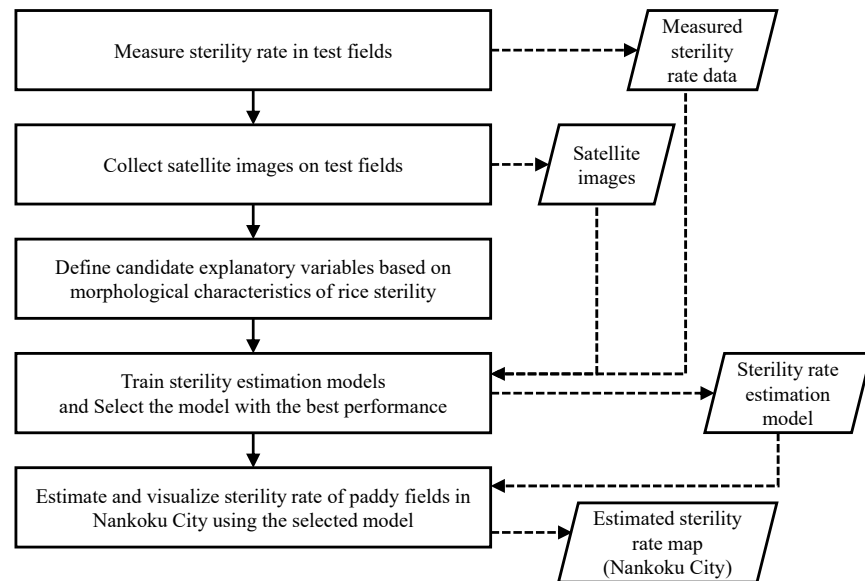 Measure sterility rate in test fields
Measured
sterility
rate data
Collect satellite images on test fields
Satellite
images
Define candidate explanatory variables based on
morphological characteristics of rice sterility
Train sterility estimation models
and Select the model with the best performance
Sterility rate
estimation
model
Estimate and visualize sterility rate of paddy fields in
Nankoku City using the selected model
Estimated sterility
rate map
(Nankoku City)